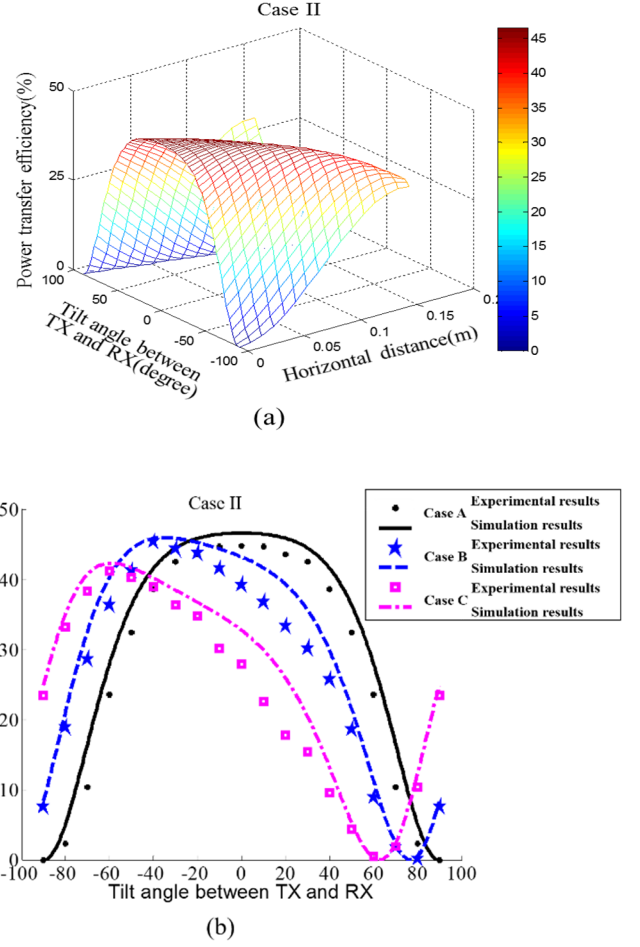 Case II
50
25
0
Power transfer efficiency(%)
100
50
0
-50
-100
Tilt angle between
TX and RX(degree)
0
0.05
0.1
0.15
0.2
Horizontal distance(m)
45
40
35
30
25
20
15
10
5
0
(a)
Case II
50
40
30
20
10
0
-100
-80
-60
-40
-20
0
20
40
60
80
100
Tilt angle between TX and RX
Case A
Experimental results
Simulation results
Case B
Experimental results
Simulation results
Case C
Experimental results
Simulation results
(b)